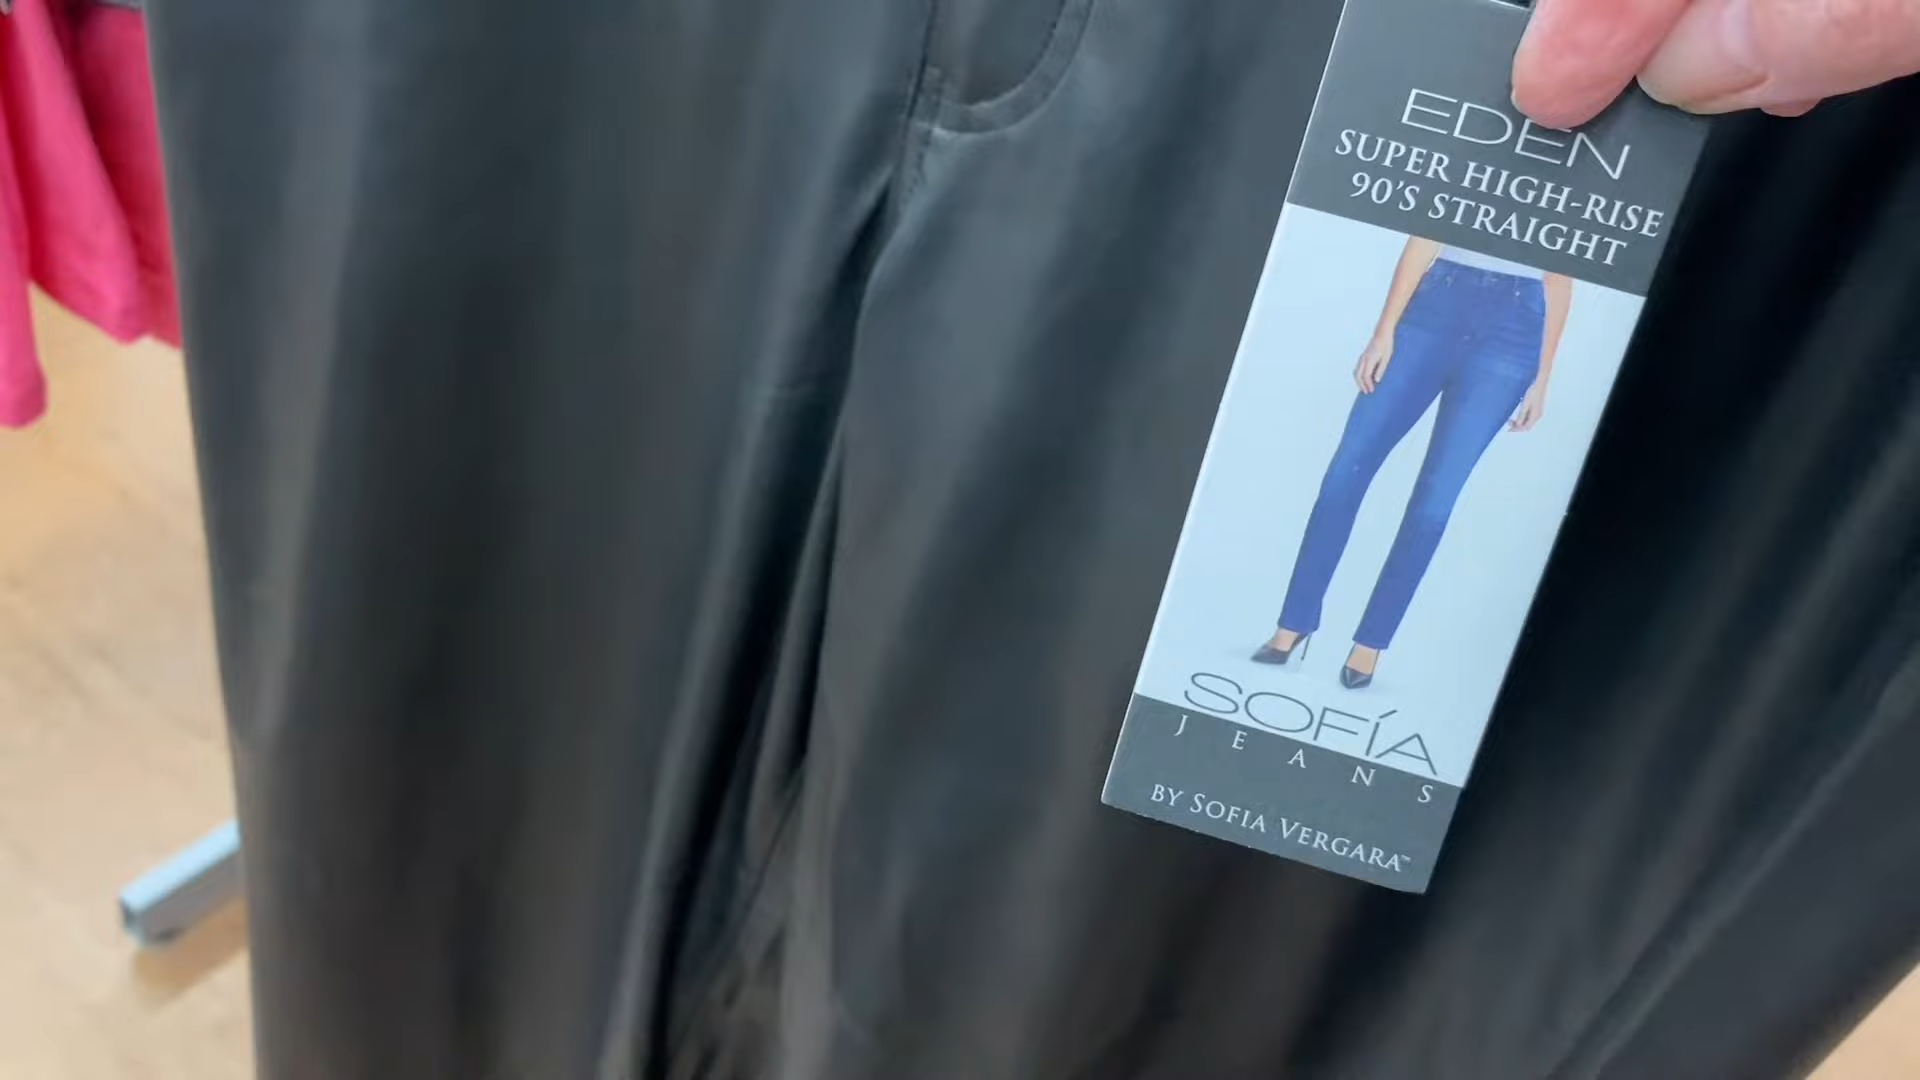 EDEN
SUPER HIGH-RISE
90'S STRAIGHT
SOFÍA
JEANS
BY SOFIA VERGARA™